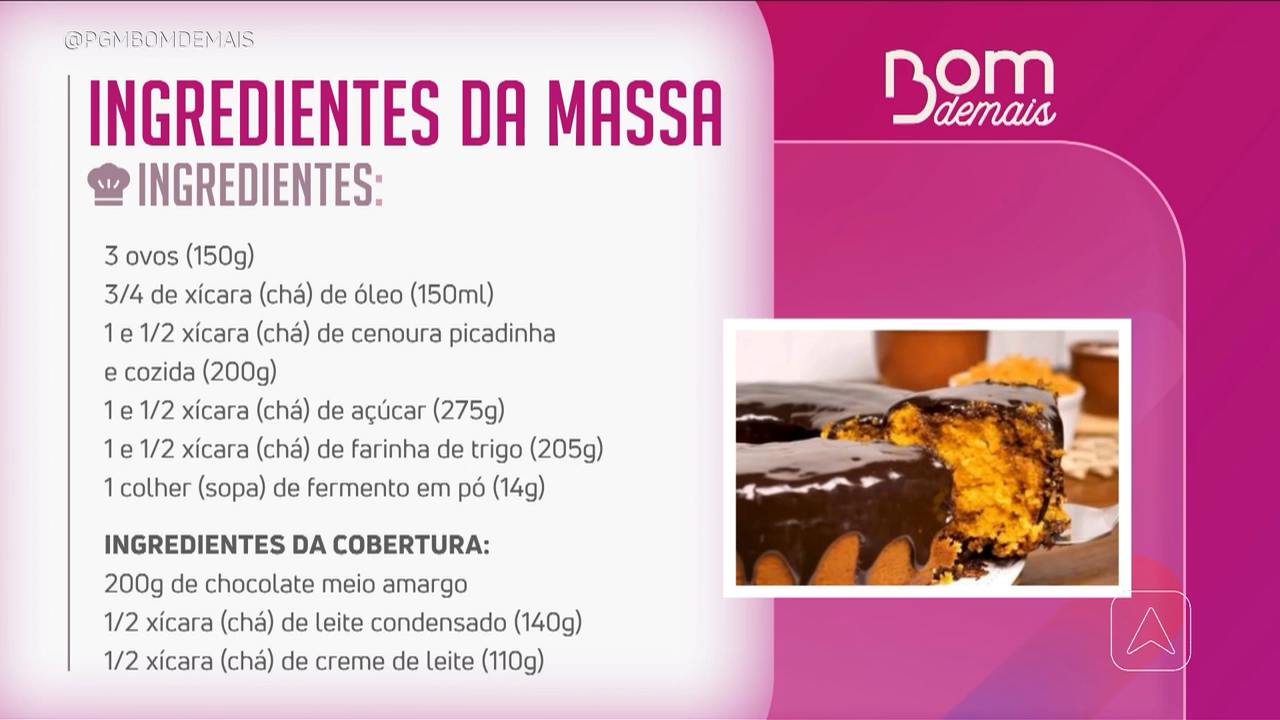 @PGMBOMDEMAIS
INGREDIENTES DA MASSA
INGREDIENTES:
3 ovos (150g)
3/4 de xícara (chá) de óleo (150ml)
1 e 1/2 xícara (chá) de cenoura picadinha
e cozida (200g)
1 e 1/2 xícara (chá) de açúcar (275g)
1 e 1/2 xícara (chá) de farinha de trigo (205g)
1 colher (sopa) de fermento em pó (14g)
INGREDIENTES DA COBERTURA:
200g de chocolate meio amargo
1/2 xícara (chá) de leite condensado (140g)
1/2 xícara (chá) de creme de leite (110g)
Bom
demais